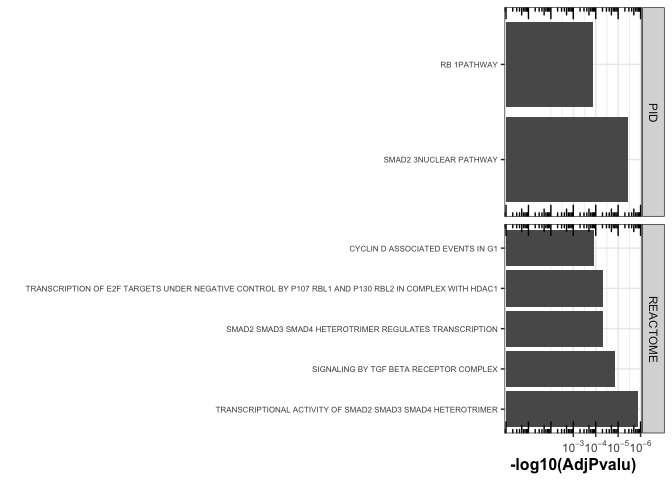 RB 1PATHWAY
SMAD2 3NUCLEAR PATHWAY
PID
CYCLIN D ASSOCIATED EVENTS IN G1
TRANSCRIPTION OF E2F TARGETS UNDER NEGATIVE CONTROL BY P107 RBL1 AND P130 RBL2 IN COMPLEX WITH HDAC1
SMAD2 SMAD3 SMAD4 HETEROTRIMER REGULATES TRANSCRIPTION
SIGNALING BY TGF BETA RECEPTOR COMPLEX
TRANSCRIPTIONAL ACTIVITY OF SMAD2 SMAD3 SMAD4 HETEROTRIMER
REACTOME
10⁻³ 10⁻⁴ 10⁻⁵ 10⁻⁶
-log10(AdjPvalu)